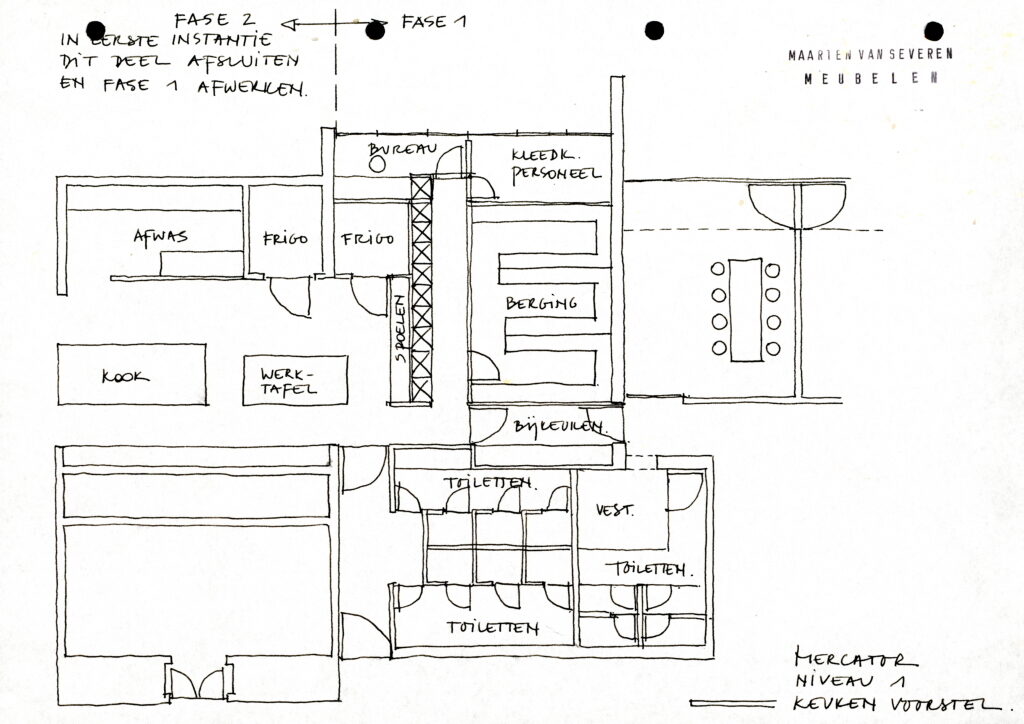 FASE 2
FASE 1
IN EERSTE INSTANTIE
DIT DEEL AFSLUITEN
EN FASE 1 AFWERKEN.
MAARTEN VAN SEVEREN
MEUBELEN
BUREAU
KLEEDK.
PERSONEEL
AFWAS
FRIGO
FRIGO
SPOELEN
BERGING
KOOK
WERK-
TAFEL
BIJKEUKEN.
TOILETTEN.
VEST.
TOILETTEN.
TOILETTEN
MERCATOR
NIVEAU 1
KEUKEN VOORSTEL.